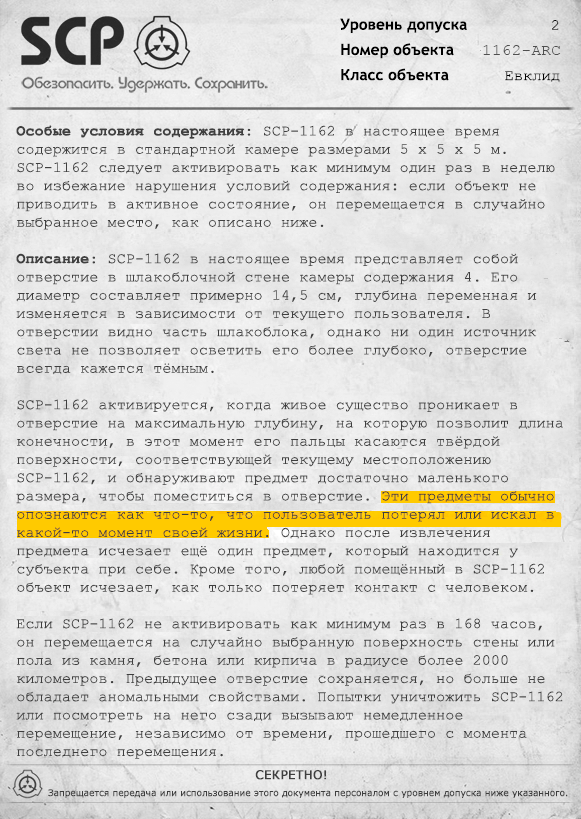 SCP
Обезопасить. Удержать. Сохранить.
Уровень допуска 2
Номер объекта 1162-ARC
Класс объекта Евклид
Особые условия содержания: SCP-1162 в настоящее время
содержится в стандартной камере размерами 5 х 5 х 5 м.
SCP-1162 следует активировать как минимум один раз в неделю
во избежание нарушения условий содержания: если объект не
приводить в активное состояние, он перемещается в случайно
выбранное место, как описано ниже.
Описание: SCP-1162 в настоящее время представляет собой
отверстие в шлакоблочной стене камеры содержания 4. Его
диаметр составляет примерно 14,5 см, глубина переменная и
изменяется в зависимости от текущего пользователя. В
отверстии видно часть шлакоблока, однако ни один источник
света не позволяет осветить его более глубоко, отверстие
всегда кажется тёмным.
SCP-1162 активируется, когда живое существо проникает в
отверстие на максимальную глубину, на которую позволит длина
конечности, в этот момент его пальцы касаются твёрдой
поверхности, соответствующей текущему местоположению
SCP-1162, и обнаруживают предмет достаточно маленького
размера, чтобы поместиться в отверстие. Эти предметы обычно
опознаются как что-то, что пользователь потерял или искал в
какой-то момент своей жизни. Однако после извлечения
предмета исчезает ещё один предмет, который находится у
субъекта при себе. Кроме того, любой помещённый в SCP-1162
объект исчезает, как только потеряет контакт с человеком.
Если SCP-1162 не активировать как минимум раз в 168 часов,
он перемещается на случайно выбранную поверхность стены или
пола из камня, бетона или кирпича в радиусе более 2000
километров. Предыдущее отверстие сохраняется, но больше не
обладает аномальными свойствами. Попытки уничтожить SCP-1162
или посмотреть на него сзади вызывают немедленное
перемещение, независимо от времени, прошедшего с момента
последнего перемещения.
СЕКРЕТНО!
Запрещается передача или использование этого документа персоналом с уровнем допуска ниже указанного.